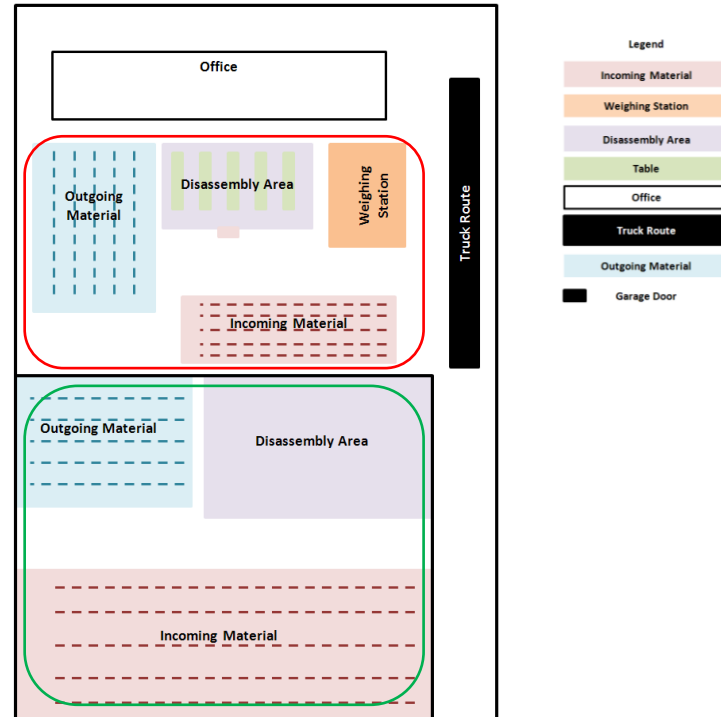 Office
Outgoing
Material
Disassembly Area
Weighing
Station
Truck Route
Incoming Material
Outgoing Material
Disassembly Area
Incoming Material
Legend
Incoming Material
Weighing Station
Disassembly Area
Table
Office
Truck Route
Outgoing Material
Garage Door